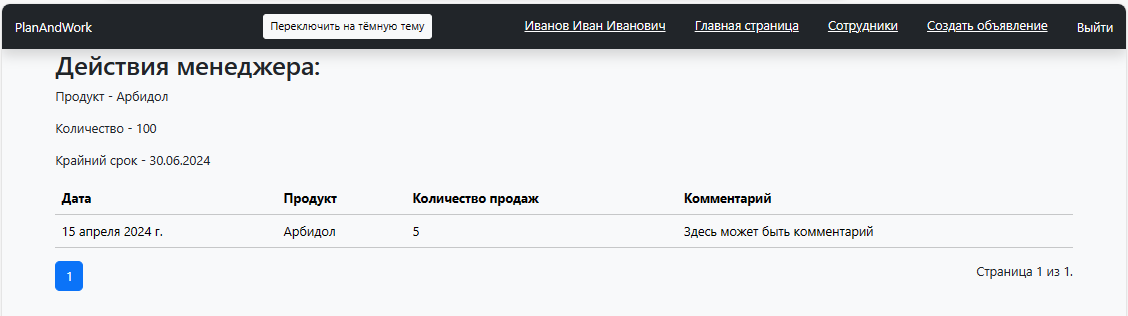 PlanAndWork Переключить на тёмную тему Иванов Иван Иванович Главная страница Сотрудники Создать объявление Выйти
Действия менеджера:
Продукт - Арбидол
Количество - 100
Крайний срок - 30.06.2024
Дата Продукт Количество продаж Комментарий
15 апреля 2024 г. Арбидол 5 Здесь может быть комментарий
1 Страница 1 из 1.